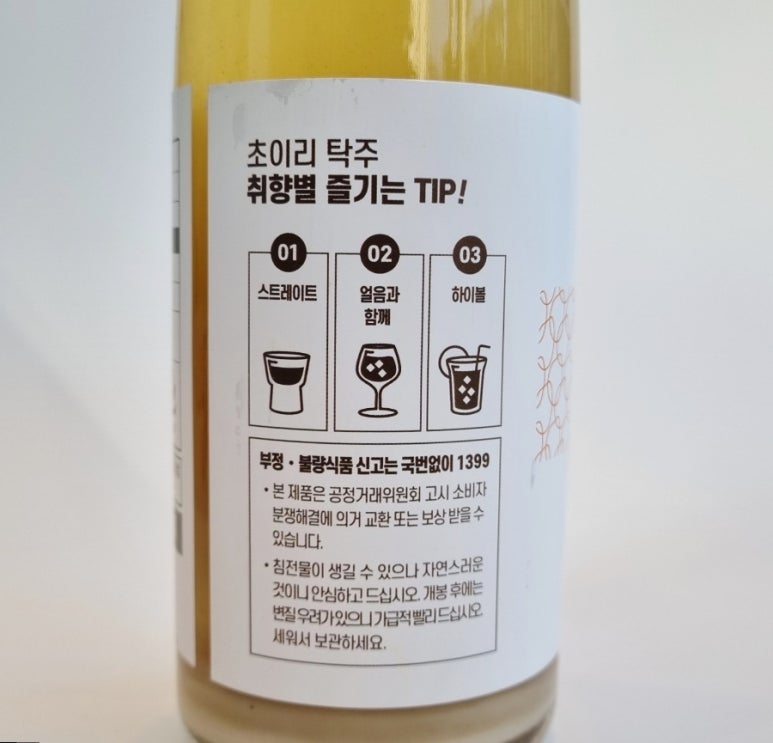 초이리 탁주
취향별 즐기는 TIP!
01
스트레이트
02
얼음과
함께
03
하이볼
부정 · 불량식품 신고는 국번없이 1399
• 본 제품은 공정거래위원회 고시 소비자
분쟁해결에 의거 교환 또는 보상 받을 수
있습니다.
• 침전물이 생길 수 있으나 자연스러운
것이니 안심하고 드십시오. 개봉 후에는
변질 우려가 있으니 가급적 빨리 드십시오.
세워서 보관하세요.